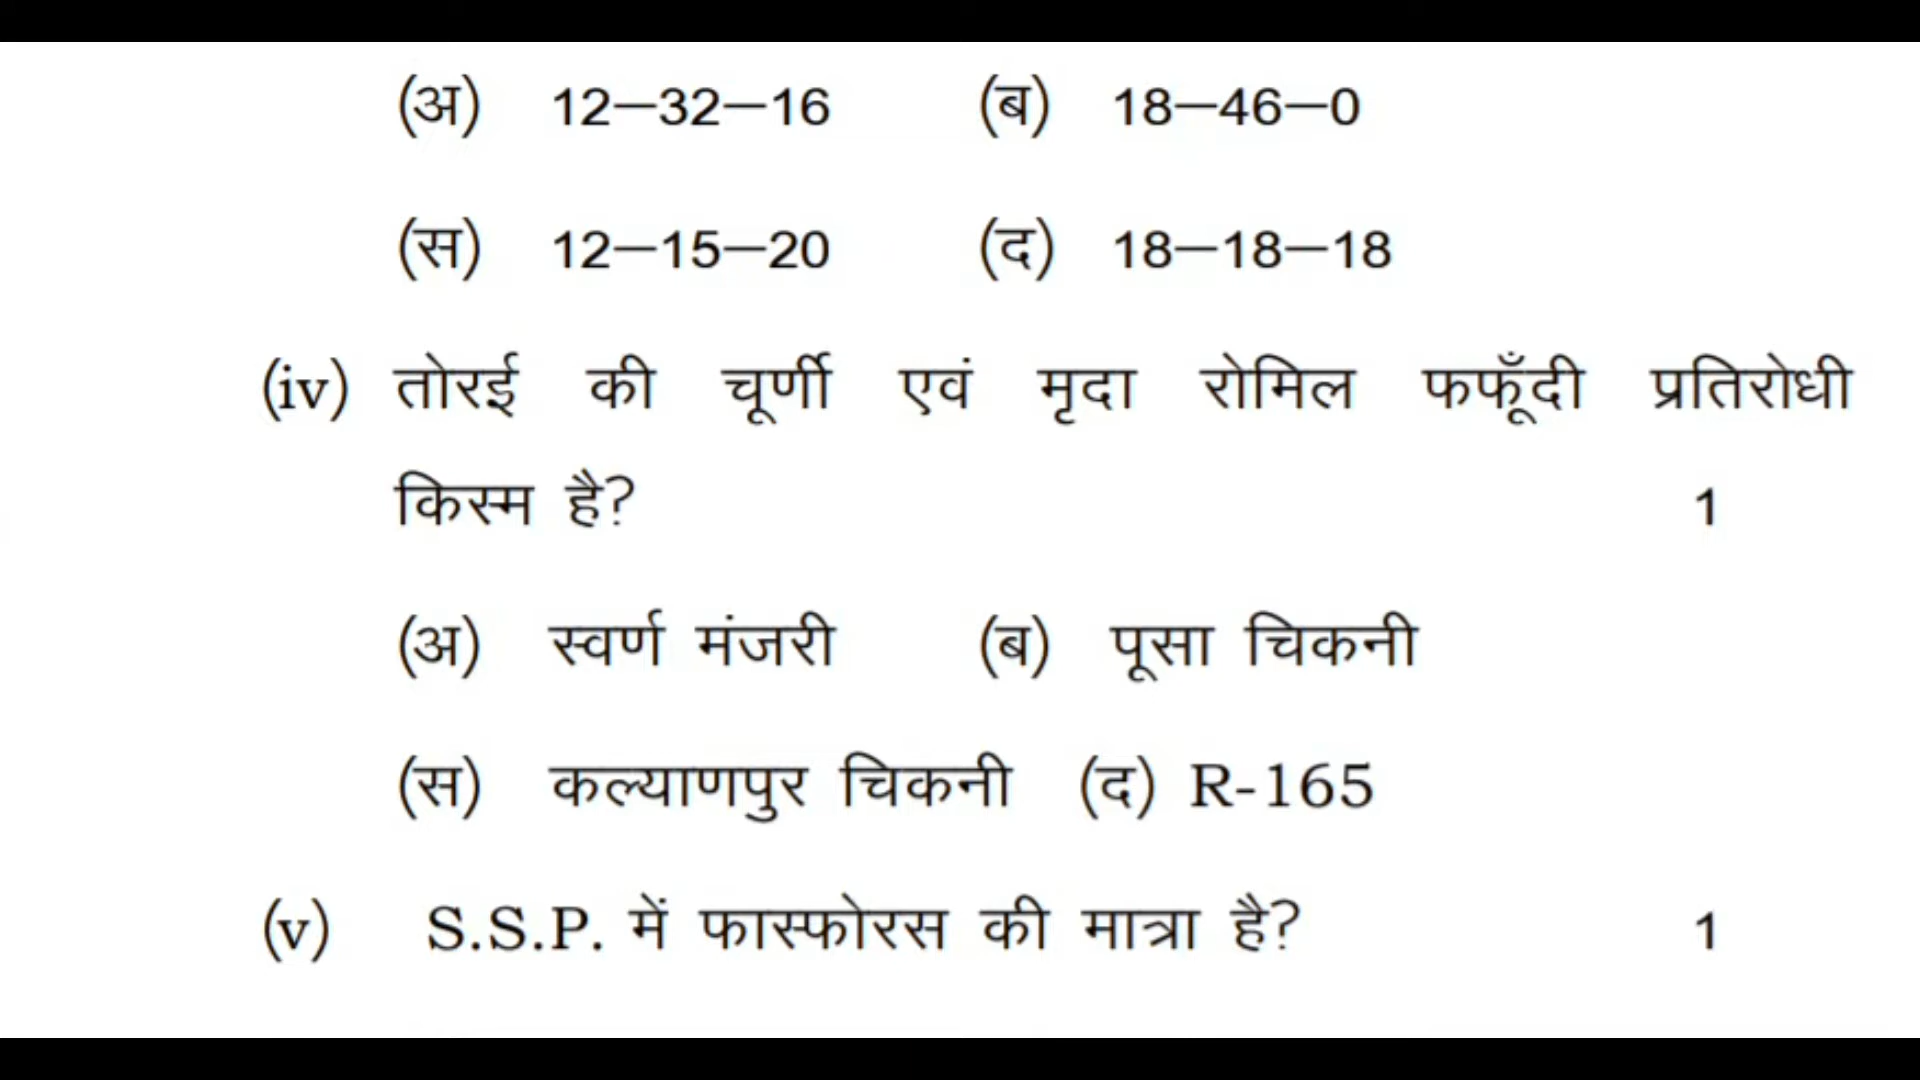 (अ) 12–32–16 (ब) 18–46–0
(स) 12–15–20 (द) 18–18–18
(iv) तोरई की चूर्णी एवं मृदा रोमिल फफूँदी प्रतिरोधी
किस्म है? 1
(अ) स्वर्ण मंजरी (ब) पूसा चिकनी
(स) कल्याणपुर चिकनी (द) R-165
(v) S.S.P. में फास्फोरस की मात्रा है? 1